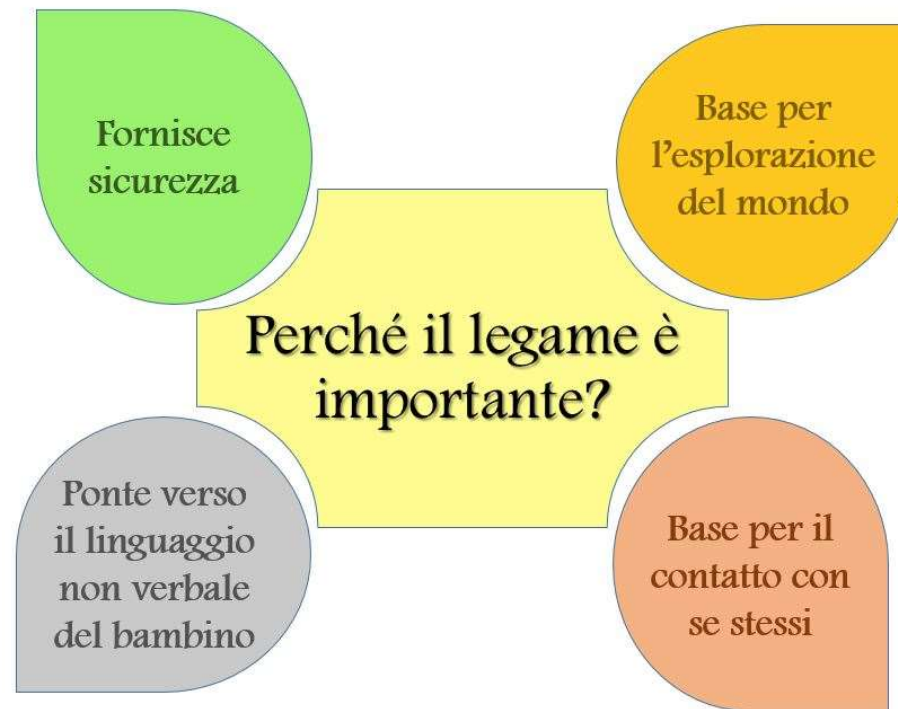 Fornisce
sicurezza
Base per
l'esplorazione
del mondo
Perché il legame è
importante?
Ponte verso
il linguaggio
non verbale
del bambino
Base per il
contatto con
se stessi